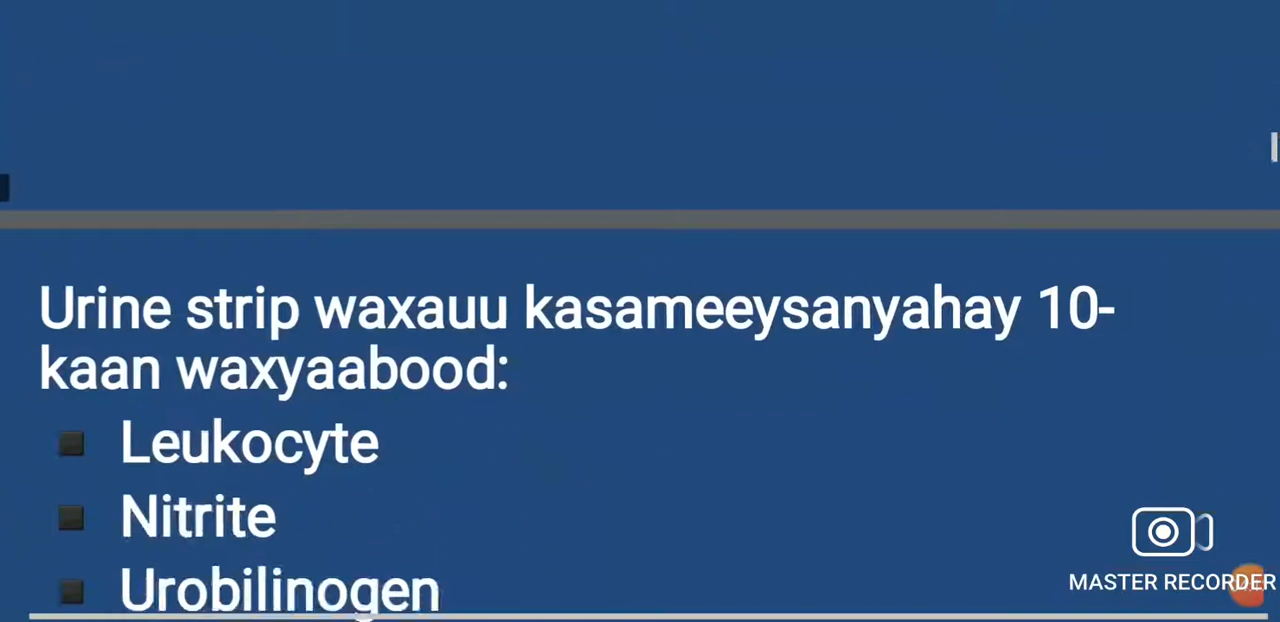 Urine strip waxauu kasameeysanyahay 10-
kaan waxyaabood:
Leukocyte
Nitrite
Urobilinogen
MASTER RECORDER